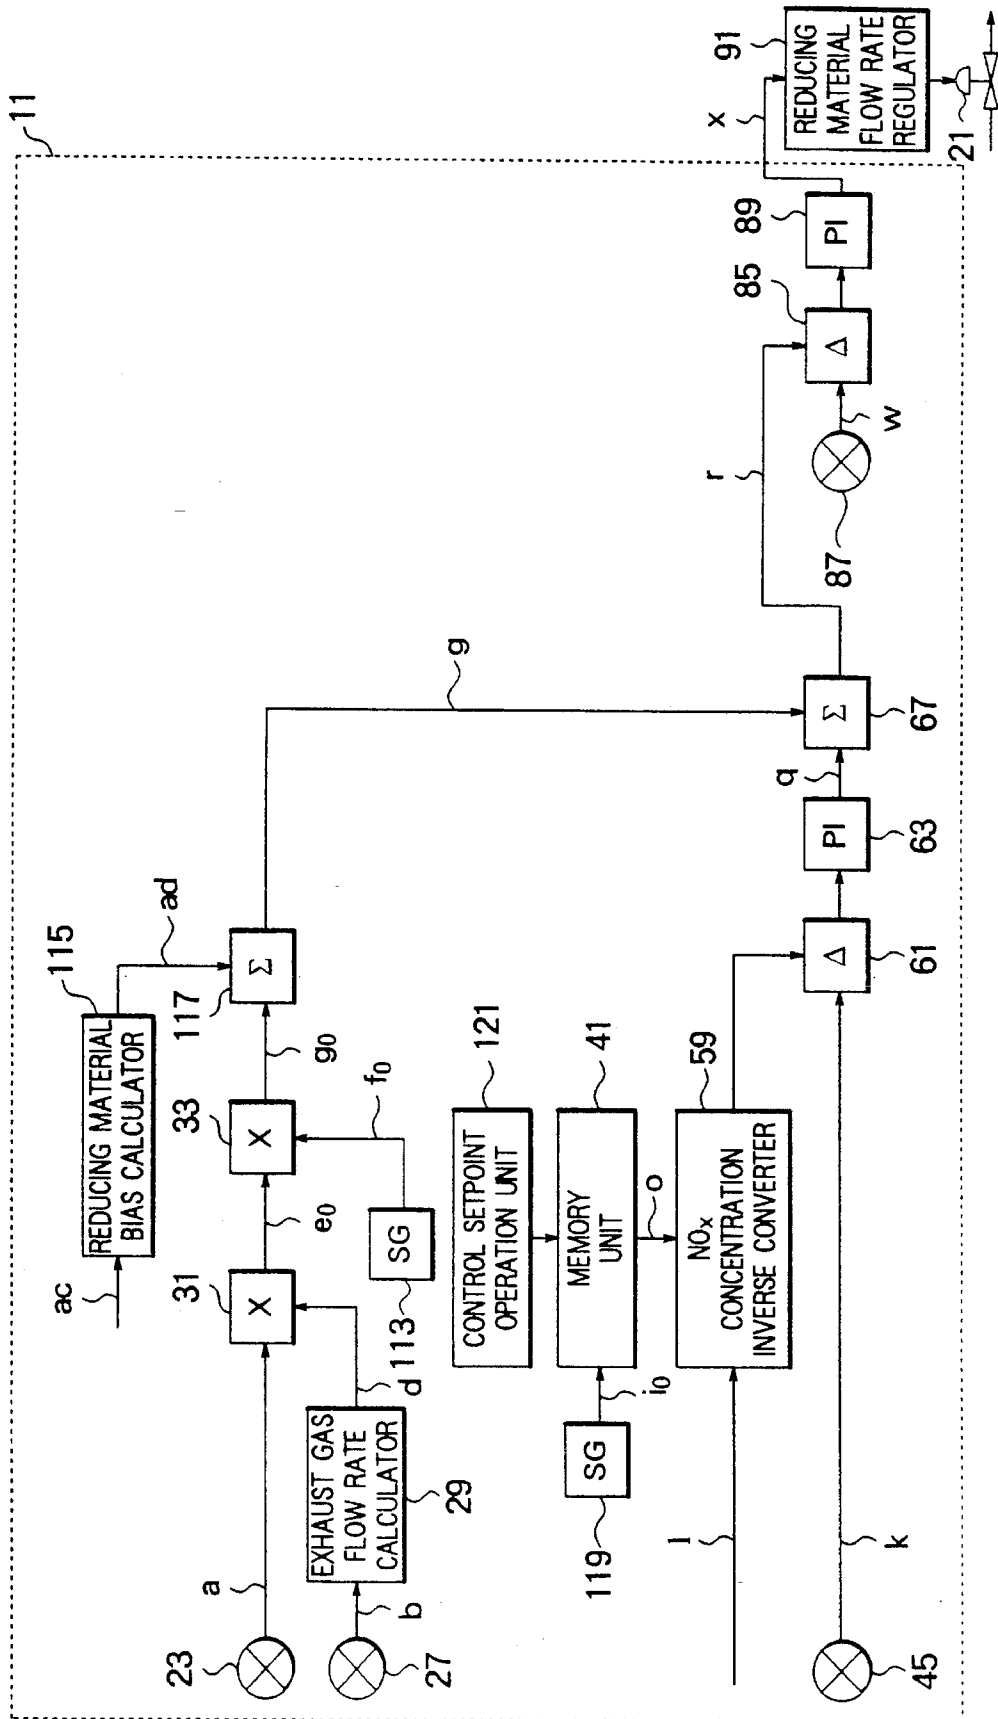 11
REDUCING MATERIAL
BIAS CALCULATOR
115
ac
ad
23
a
31
X
e0
33
X
g0
117
Σ
g
27
b
EXHAUST GAS
FLOW RATE
CALCULATOR
29
d
113
SG
f0
CONTROL SETPOINT
OPERATION UNIT
121
119
SG
i0
MEMORY
UNIT
41
o
l
NOx
CONCENTRATION
INVERSE CONVERTER
59
45
k
Δ
61
PI
63
q
Σ
67
r
87
w
Δ
85
PI
89
x
REDUCING
MATERIAL
FLOW RATE
REGULATOR
91
21